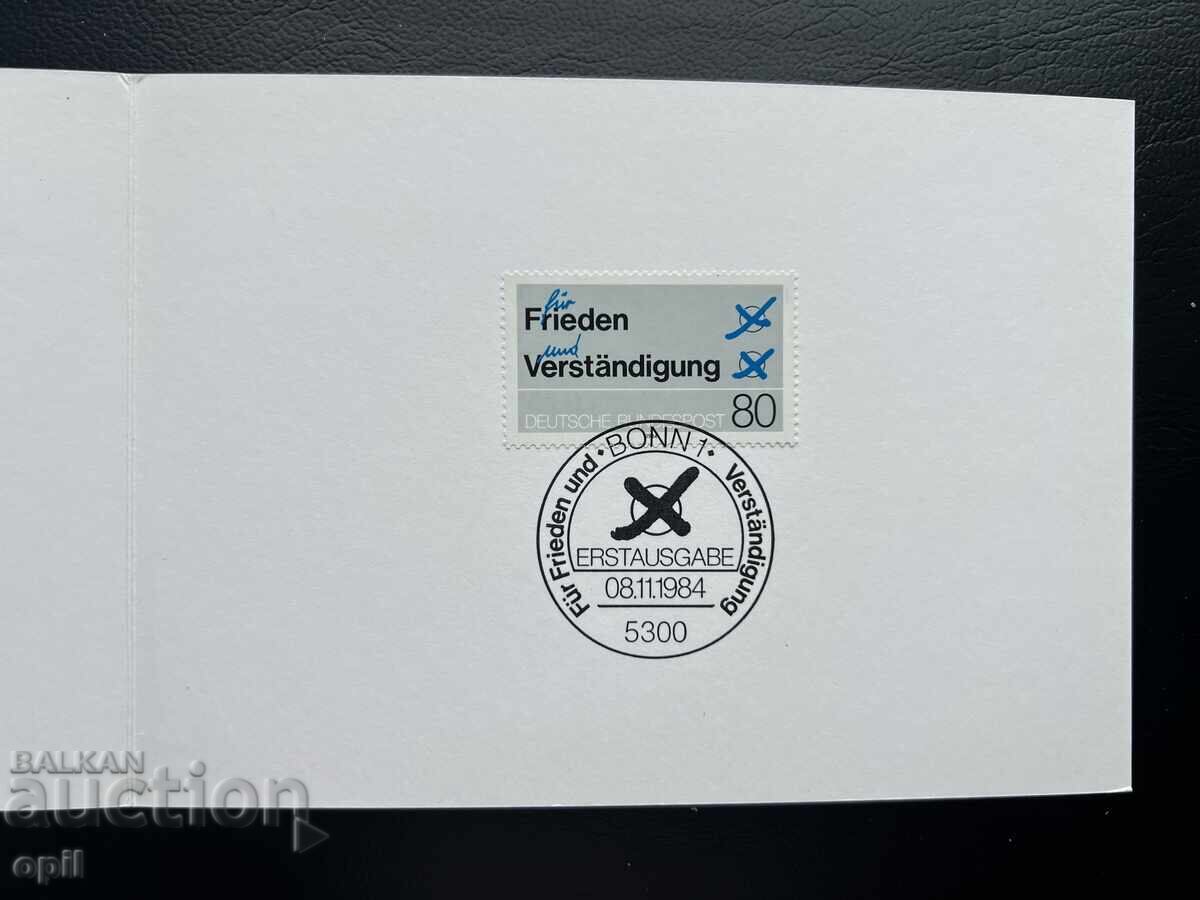 für
Frieden
und
Verständigung
DEUTSCHE BUNDESPOST 80
• BONN 1 •
Für Frieden und Verständigung
ERSTAUSGABE
08.11.1984
5300
BALKAN
auction
opil